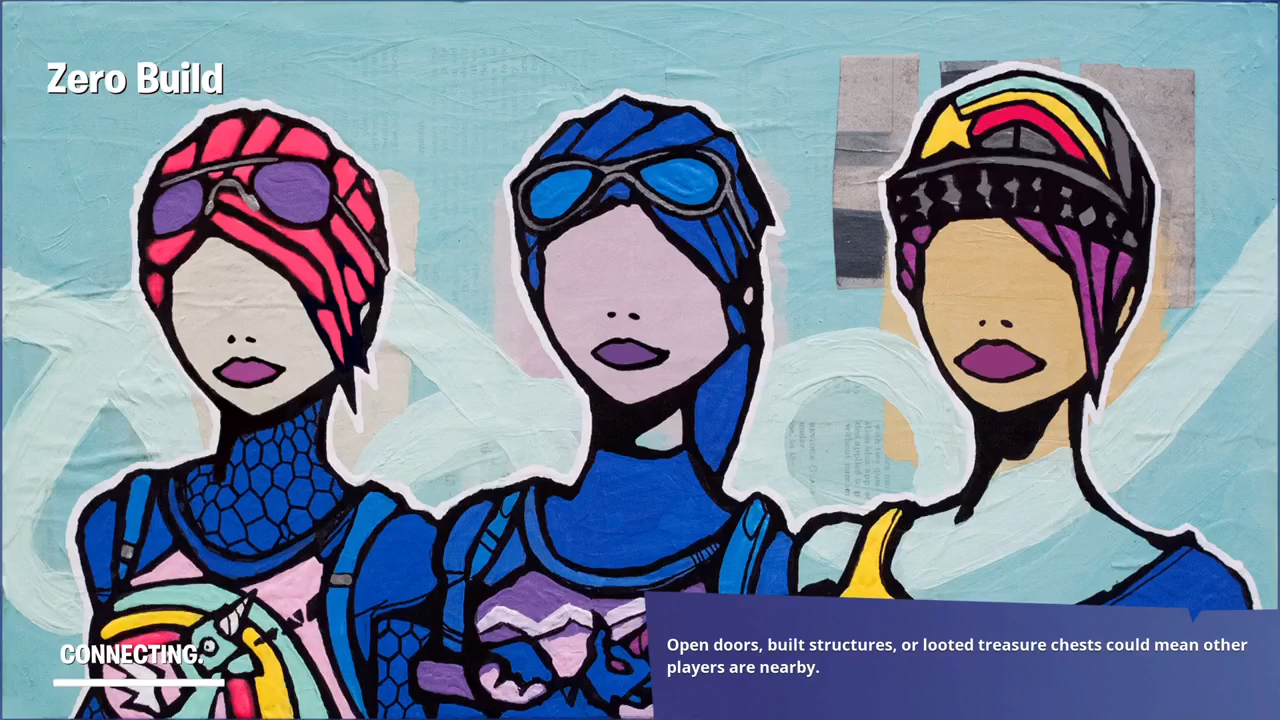 Zero Build
CONNECTING.
Open doors, built structures, or looted treasure chests could mean other
players are nearby.